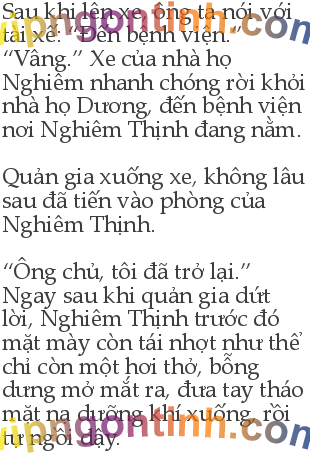 Sau khi lên xe, ông ta nói với
tài xế: “Đến bệnh viện.”
“Vâng.” Xe của nhà họ
Nghiêm nhanh chóng rời khỏi
nhà họ Dương, đến bệnh viện
nơi Nghiêm Thịnh đang nằm.
Quản gia xuống xe, không lâu
sau đã tiến vào phòng của
Nghiêm Thịnh.
“Ông chủ, tôi đã trở lại.”
Ngay sau khi quản gia dứt
lời, Nghiêm Thịnh trước đó
mặt mày còn tái nhợt như thể
chỉ còn một hơi thở, bỗng
dưng mở mắt ra, đưa tay tháo
mặt nạ dưỡng khí xuống, rồi
tự ngồi dậy.
vipngontinh.com
vipngontinh.com